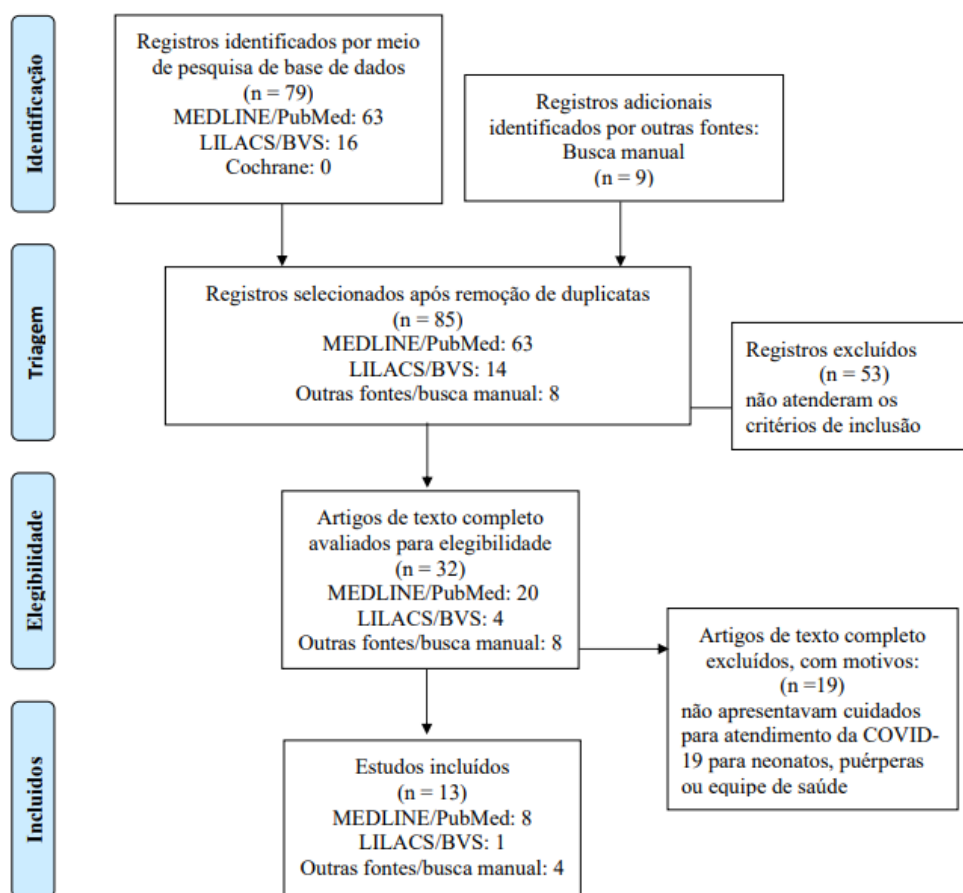 Identificação
Registros identificados por meio
de pesquisa de base de dados
(n = 79)
MEDLINE/PubMed: 63
LILACS/BVS: 16
Cochrane: 0
Registros adicionais
identificados por outras fontes:
Busca manual
(n = 9)
Triagem
Registros selecionados após remoção de duplicatas
(n = 85)
MEDLINE/PubMed: 63
LILACS/BVS: 14
Outras fontes/busca manual: 8
Registros excluídos
(n = 53)
não atenderam os
critérios de inclusão
Elegibilidade
Artigos de texto completo
avaliados para elegibilidade
(n = 32)
MEDLINE/PubMed: 20
LILACS/BVS: 4
Outras fontes/busca manual: 8
Artigos de texto completo
excluídos, com motivos:
(n =19)
não apresentavam cuidados
para atendimento da COVID-
19 para neonatos, puérperas
ou equipe de saúde
Incluídos
Estudos incluídos
(n = 13)
MEDLINE/PubMed: 8
LILACS/BVS: 1
Outras fontes/busca manual: 4